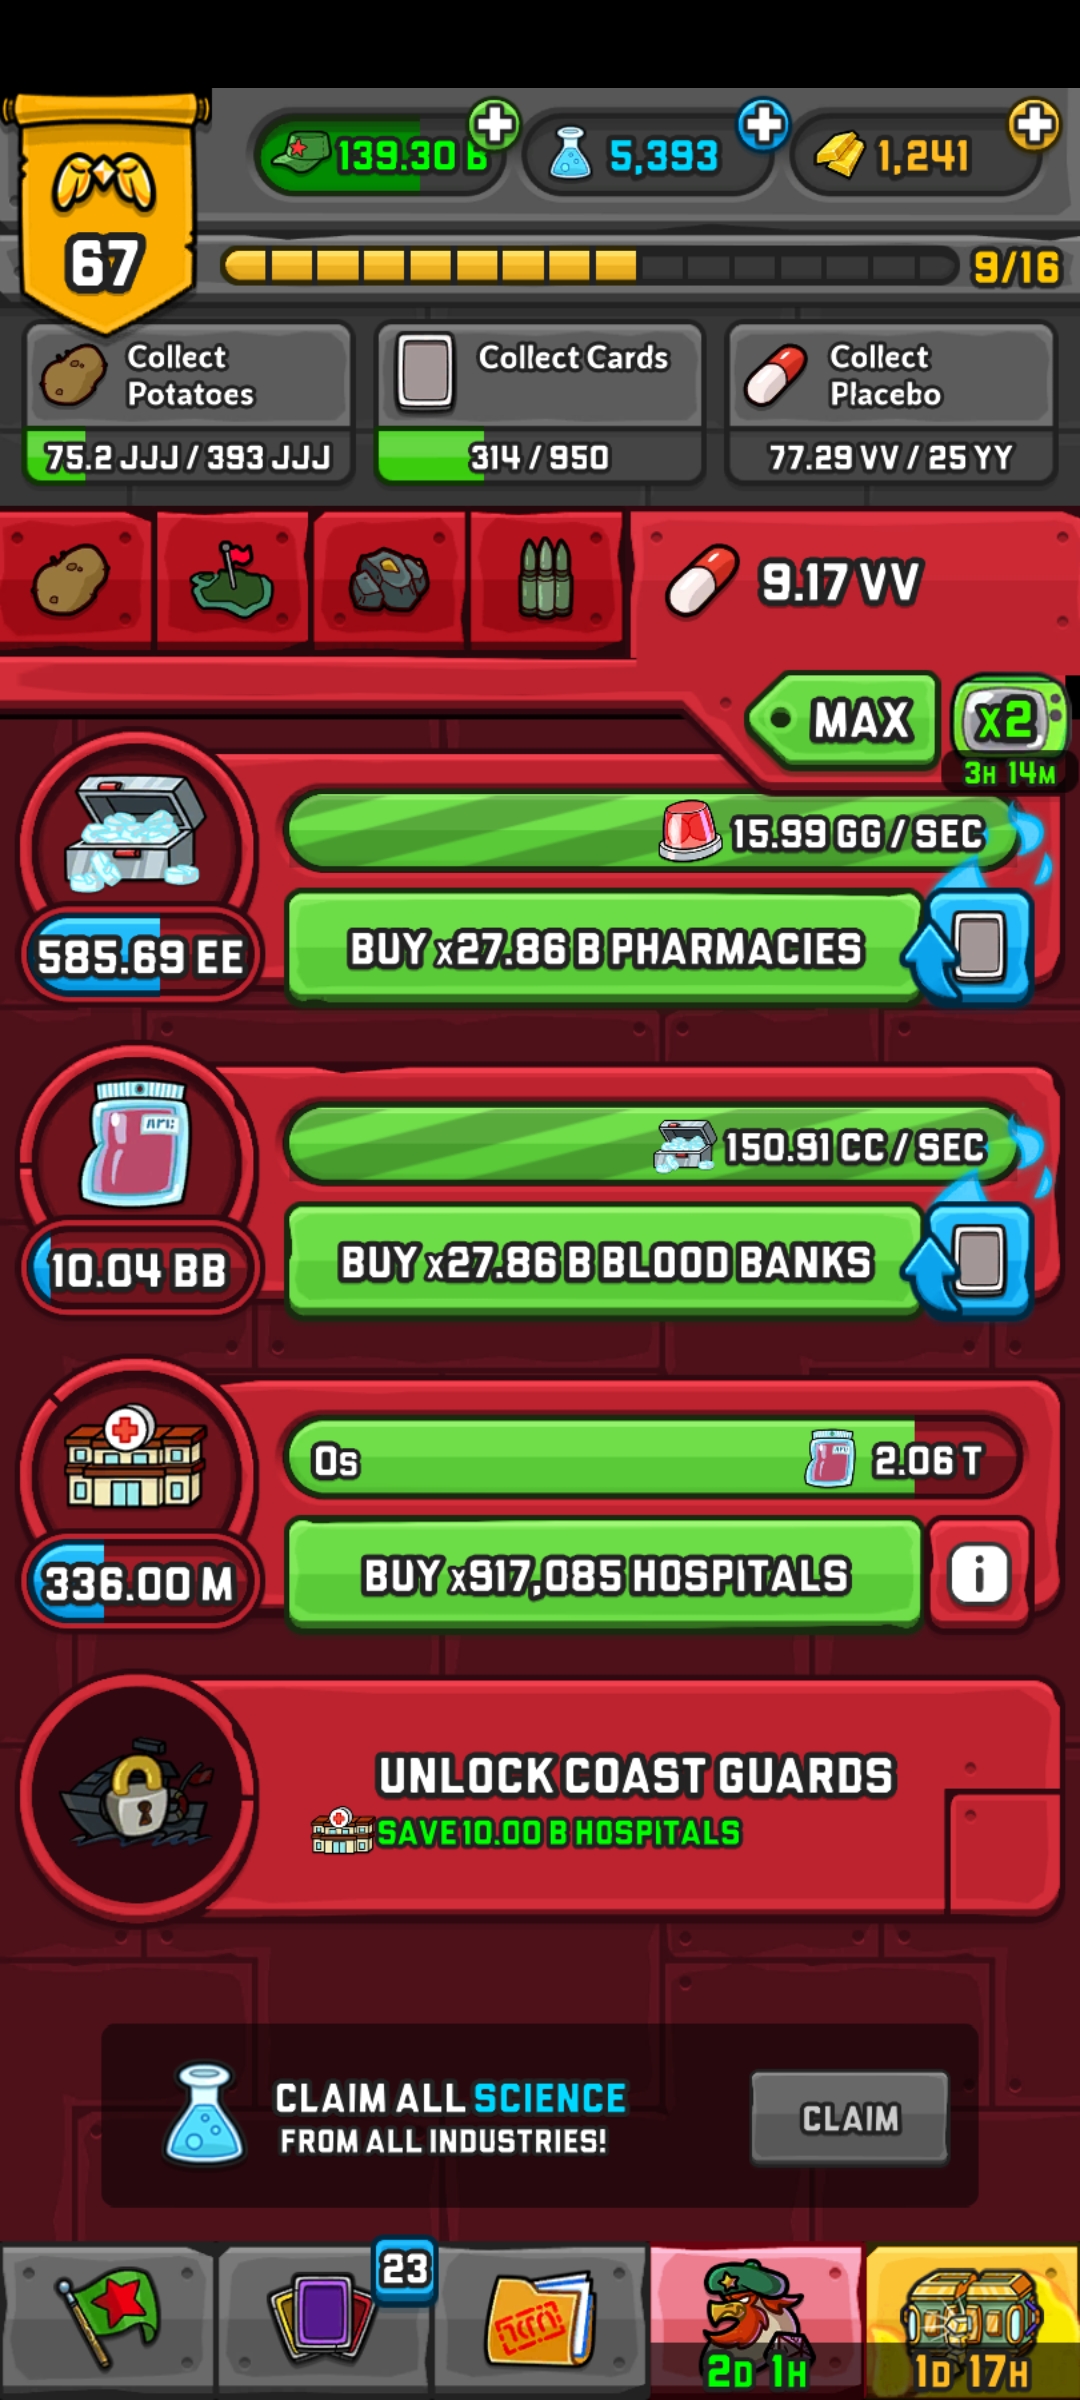 67
139.30 B
5,393
1,241
9/16
Collect
Potatoes
75.2 JJJ / 393 JJJ
Collect Cards
314 / 950
Collect
Placebo
77.29 VV / 25 YY
9.17 VV
MAX
x2
3H 14M
15.99 GG / SEC
585.69 EE
BUY x27.86 B PHARMACIES
150.91 CC / SEC
10.04 BB
BUY x27.86 B BLOOD BANKS
0s
2.06 T
336.00 M
BUY x917,085 HOSPITALS
i
UNLOCK COAST GUARDS
SAVE 10.00 B HOSPITALS
CLAIM ALL SCIENCE
FROM ALL INDUSTRIES!
CLAIM
23
2D 1H
1D 17H